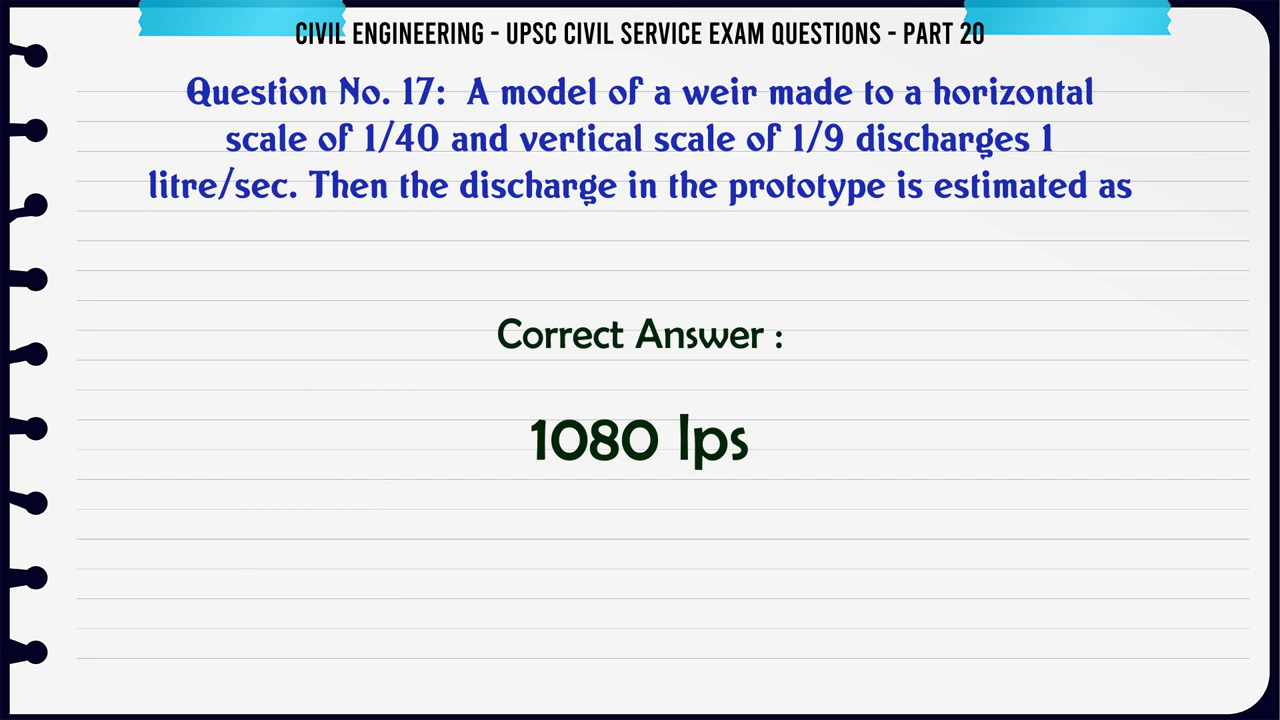 CIVIL ENGINEERING - UPSC CIVIL SERVICE EXAM QUESTIONS - PART 20
Question No. 17: A model of a weir made to a horizontal
scale of 1/40 and vertical scale of 1/9 discharges 1
litre/sec. Then the discharge in the prototype is estimated as
Correct Answer :
1080 lps